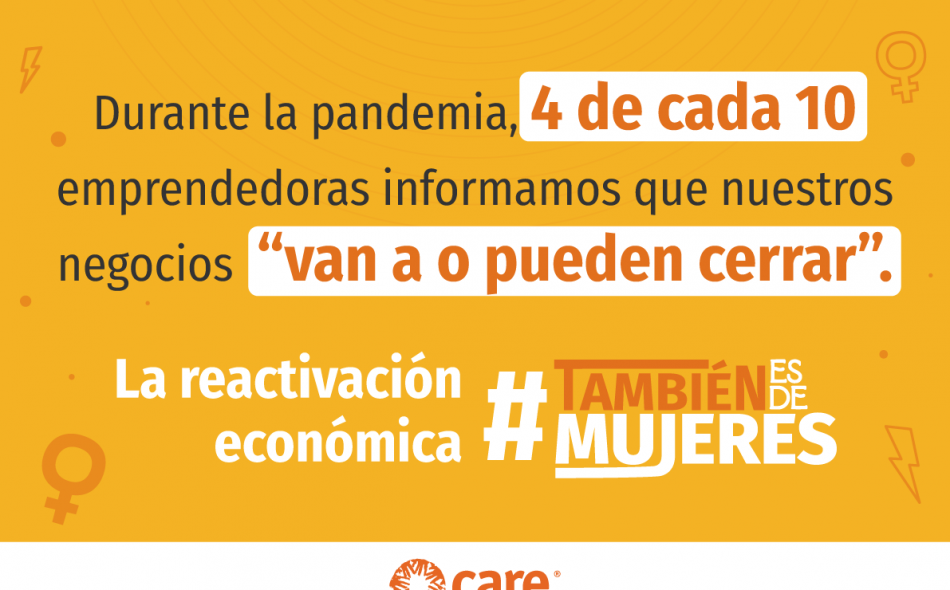 Durante la pandemia, 4 de cada 10
emprendedoras informamos que nuestros
negocios “van a o pueden cerrar”.
La reactivación
económica
#TAMBIÉN ES DE
MUJERES
care®